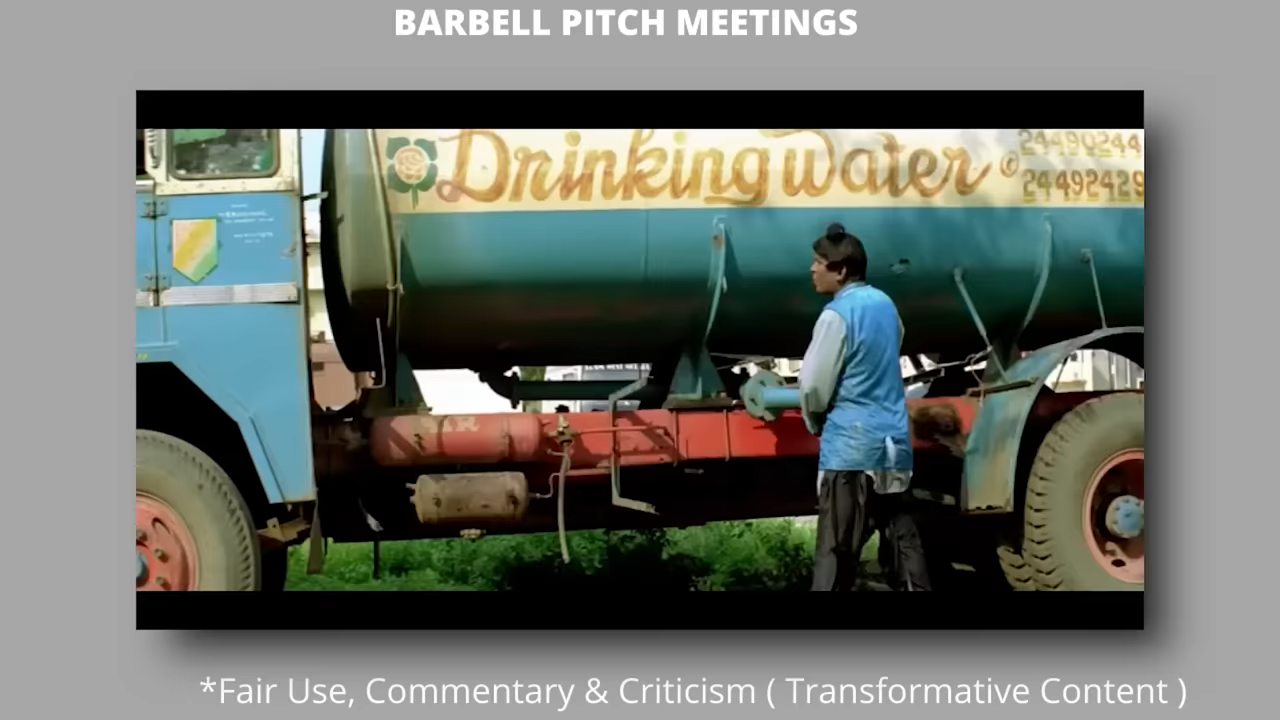 BARBELL PITCH MEETINGS
Drinking water ©
24490244
24492429
*Fair Use, Commentary & Criticism ( Transformative Content )